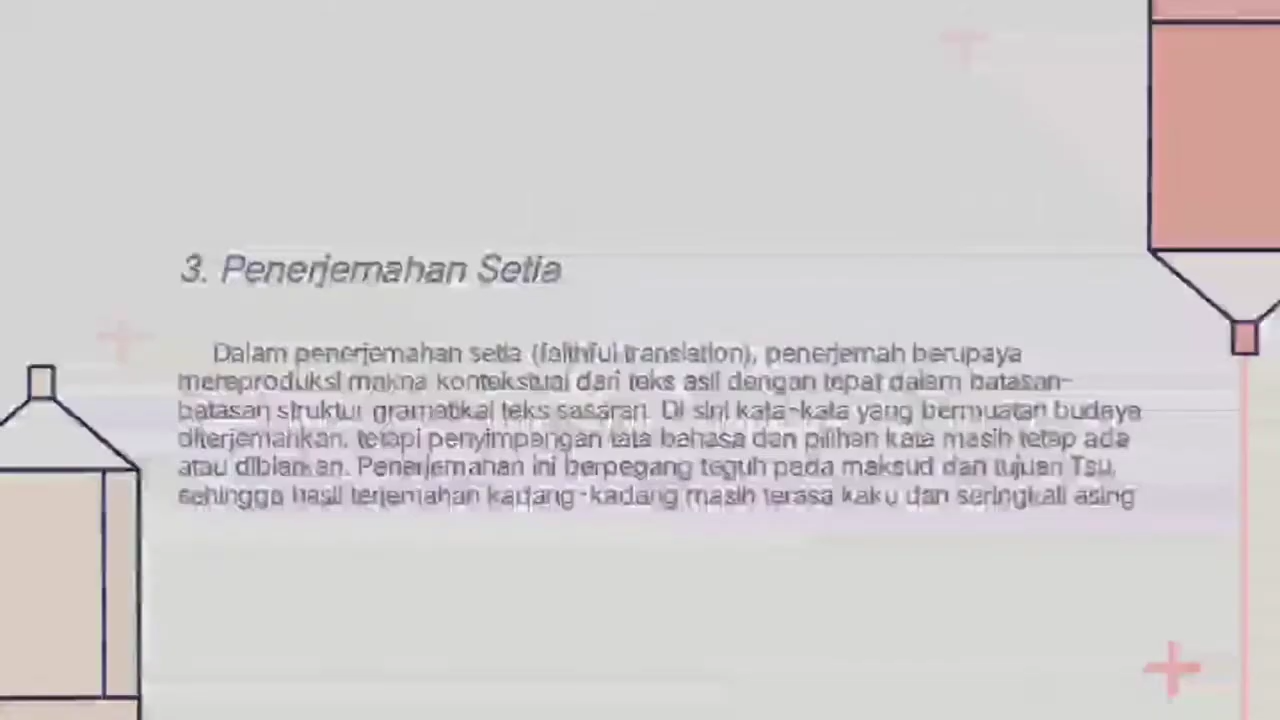 3. Penerjemahan Setia
Dalam penerjemahan setia (faithful translation), penerjemah berupaya
mereproduksi makna kontekstual dari teks asli dengan tepat dalam batasan-
batasan struktur gramatikal teks sasaran. Di sini kata-kata yang bermuatan budaya
diterjemahkan, tetapi penyimpangan tata bahasa dan pilihan kata masih tetap ada
atau dibiarkan. Penerjemahan ini berpegang teguh pada maksud dan tujuan Tsu,
sehingga hasil terjemahan kadang-kadang masih terasa kaku dan seringkali asing